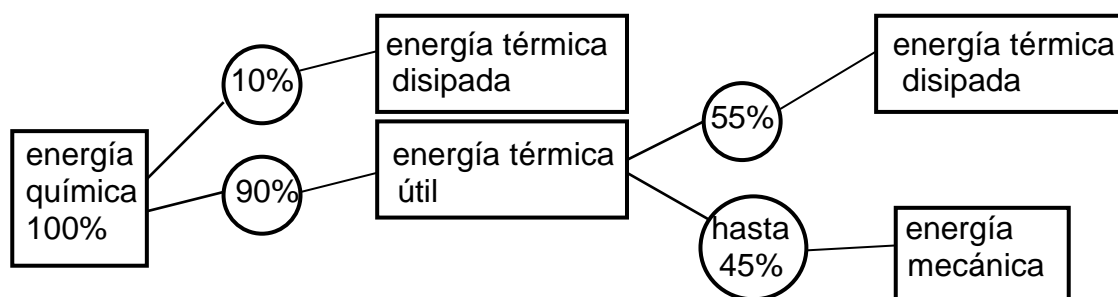 energía
química
100%
10%
90%
energía térmica
disipada
energía térmica
útil
55%
hasta
45%
energía térmica
disipada
energía
mecánica